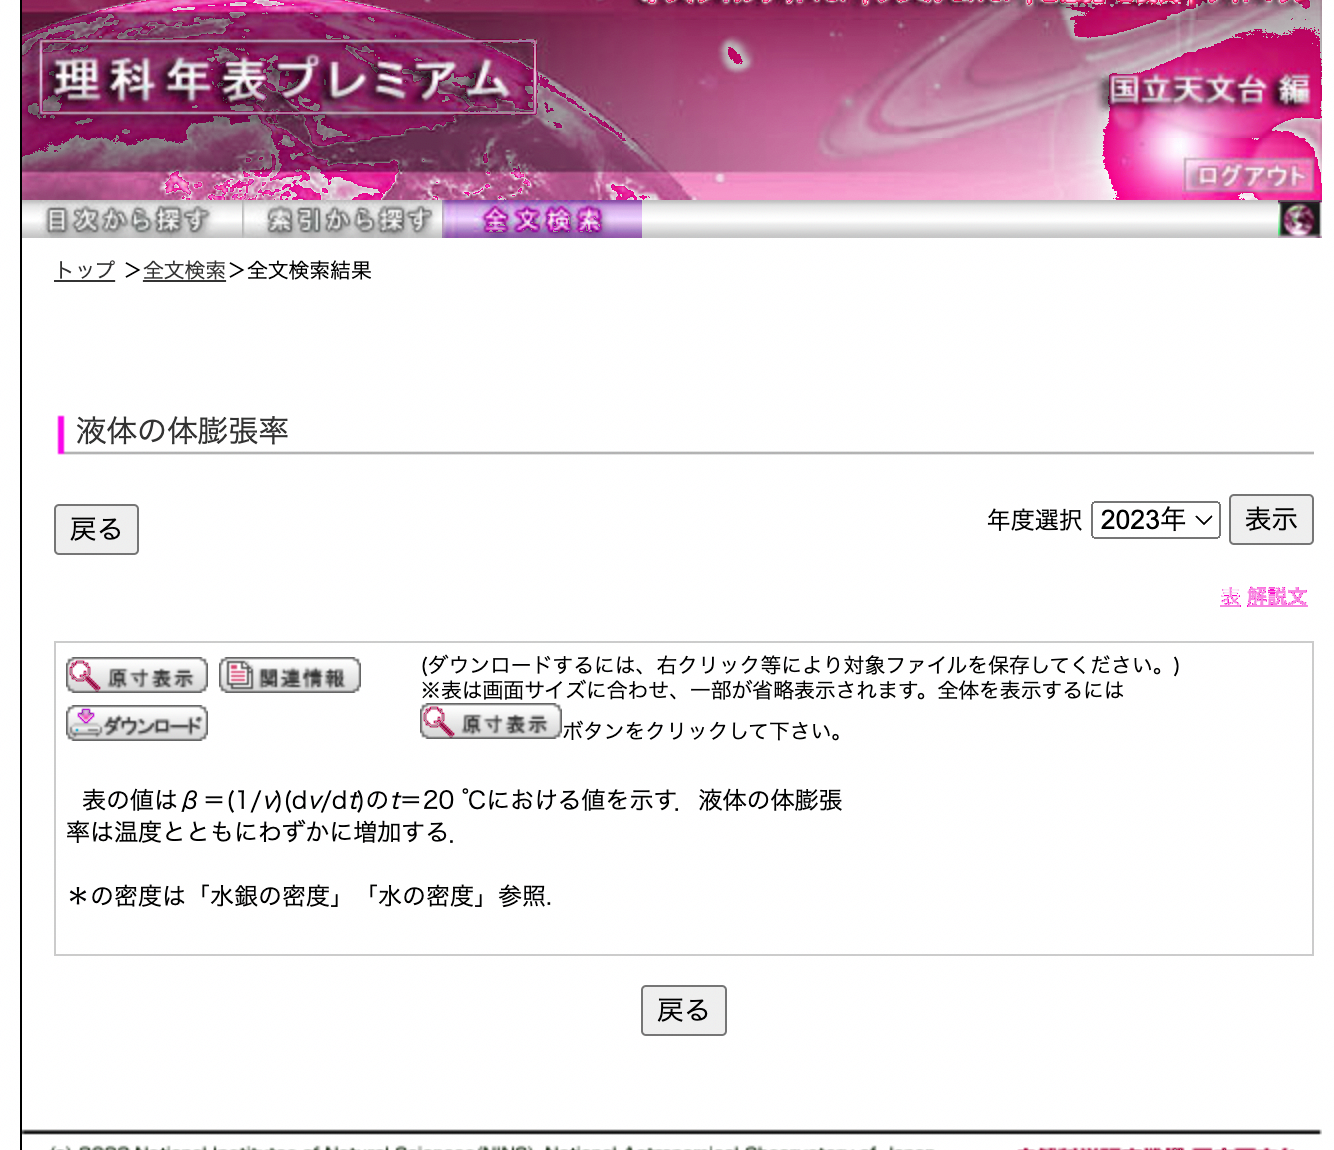 理科年表プレミアム
国立天文台 編
ログアウト
目次から探す
索引から探す
全文検索
トップ >全文検索>全文検索結果
液体の体膨張率
戻る
年度選択 2023年 表示
表 解説文
原寸表示 関連情報
ダウンロード
(ダウンロードするには、右クリック等により対象ファイルを保存してください。)
※表は画面サイズに合わせ、一部が省略表示されます。全体を表示するには
原寸表示 ボタンをクリックして下さい。
表の値はβ＝(1/v)(dv/dt)のt＝20 ℃における値を示す．液体の体膨張
率は温度とともにわずかに増加する．
＊の密度は「水銀の密度」「水の密度」参照．
戻る